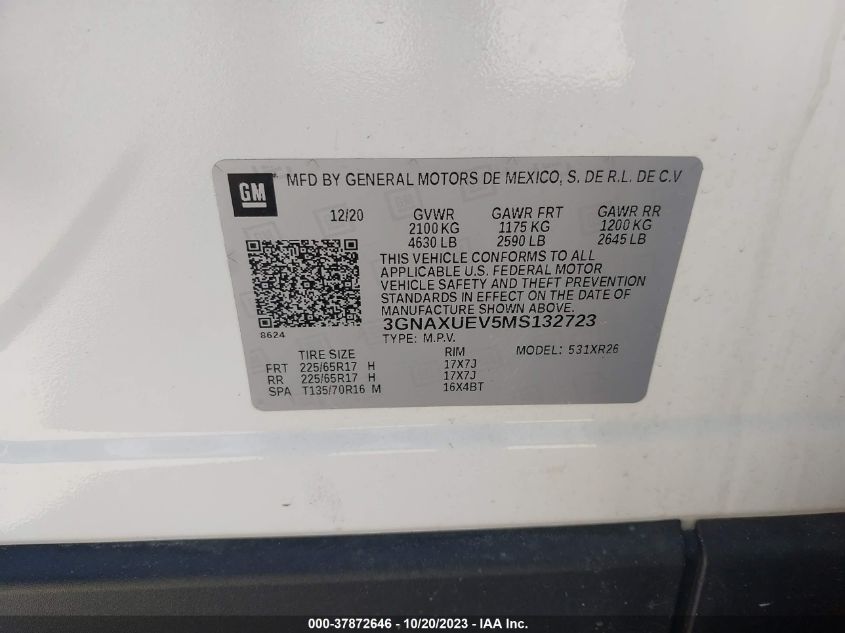 GM
MFD BY GENERAL MOTORS DE MEXICO, S. DE R.L. DE C.V
12/20 GVWR GAWR FRT GAWR RR
2100 KG 1175 KG 1200 KG
4630 LB 2590 LB 2645 LB
THIS VEHICLE CONFORMS TO ALL
APPLICABLE U.S. FEDERAL MOTOR
VEHICLE SAFETY AND THEFT PREVENTION
STANDARDS IN EFFECT ON THE DATE OF
MANUFACTURE SHOWN ABOVE.
3GNAXUEV5MS132723
8624
TYPE: M.P.V. MODEL: 531XR26
TIRE SIZE RIM
FRT 225/65R17 H 17X7J
RR 225/65R17 H 17X7J
SPA T135/70R16 M 16X4BT
000-37872646 - 10/20/2023 - IAA Inc.